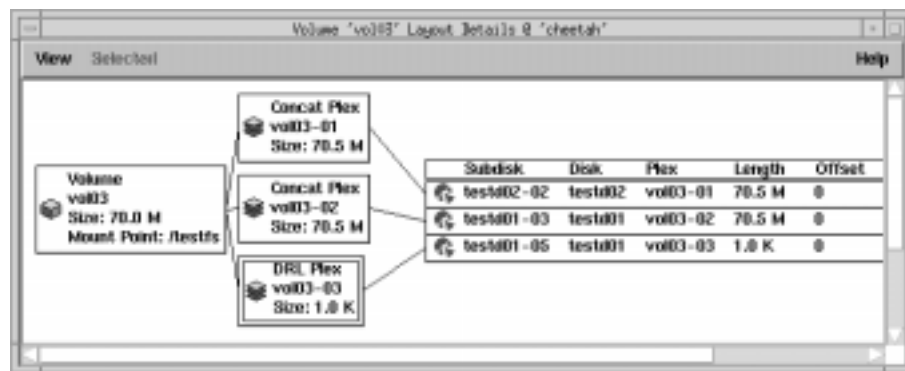 Volume 'vol03' Layout Details @ 'cheetah'
View Selected Help
Concat Plex
vol03-01
Size: 70.5 M
Volume
vol03
Size: 70.0 M
Mount Point: /testfs
Concat Plex
vol03-02
Size: 70.5 M
DRL Plex
vol03-03
Size: 1.0 K
Subdisk Disk Plex Length Offset
testd02-02 testd02 vol03-01 70.5 M 0
testd01-03 testd01 vol03-02 70.5 M 0
testd01-05 testd01 vol03-03 1.0 K 0